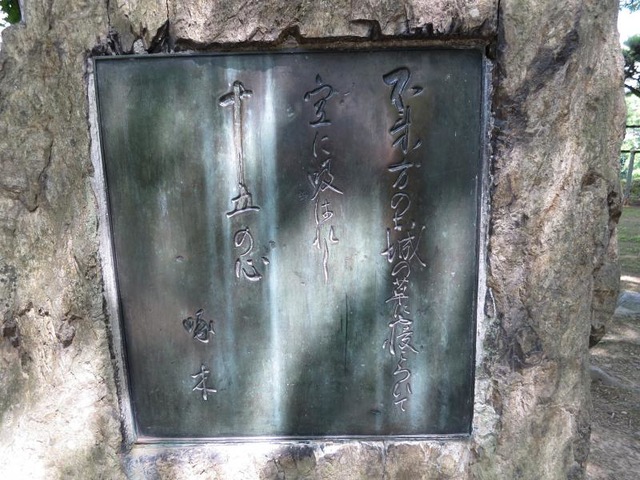 不来方のお城の草に寝ころびて
空に吸はれし
十五の心
啄木